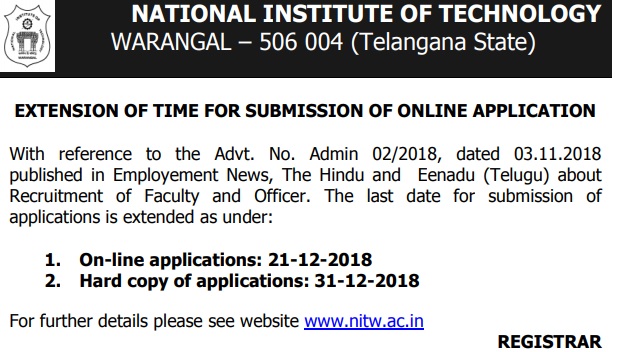 NATIONAL INSTITUTE OF TECHNOLOGY
WARANGAL – 506 004 (Telangana State)
EXTENSION OF TIME FOR SUBMISSION OF ONLINE APPLICATION
With reference to the Advt. No. Admin 02/2018, dated 03.11.2018
published in Employement News, The Hindu and Eenadu (Telugu) about
Recruitment of Faculty and Officer. The last date for submission of
applications is extended as under:
1. On-line applications: 21-12-2018
2. Hard copy of applications: 31-12-2018
For further details please see website www.nitw.ac.in
REGISTRAR